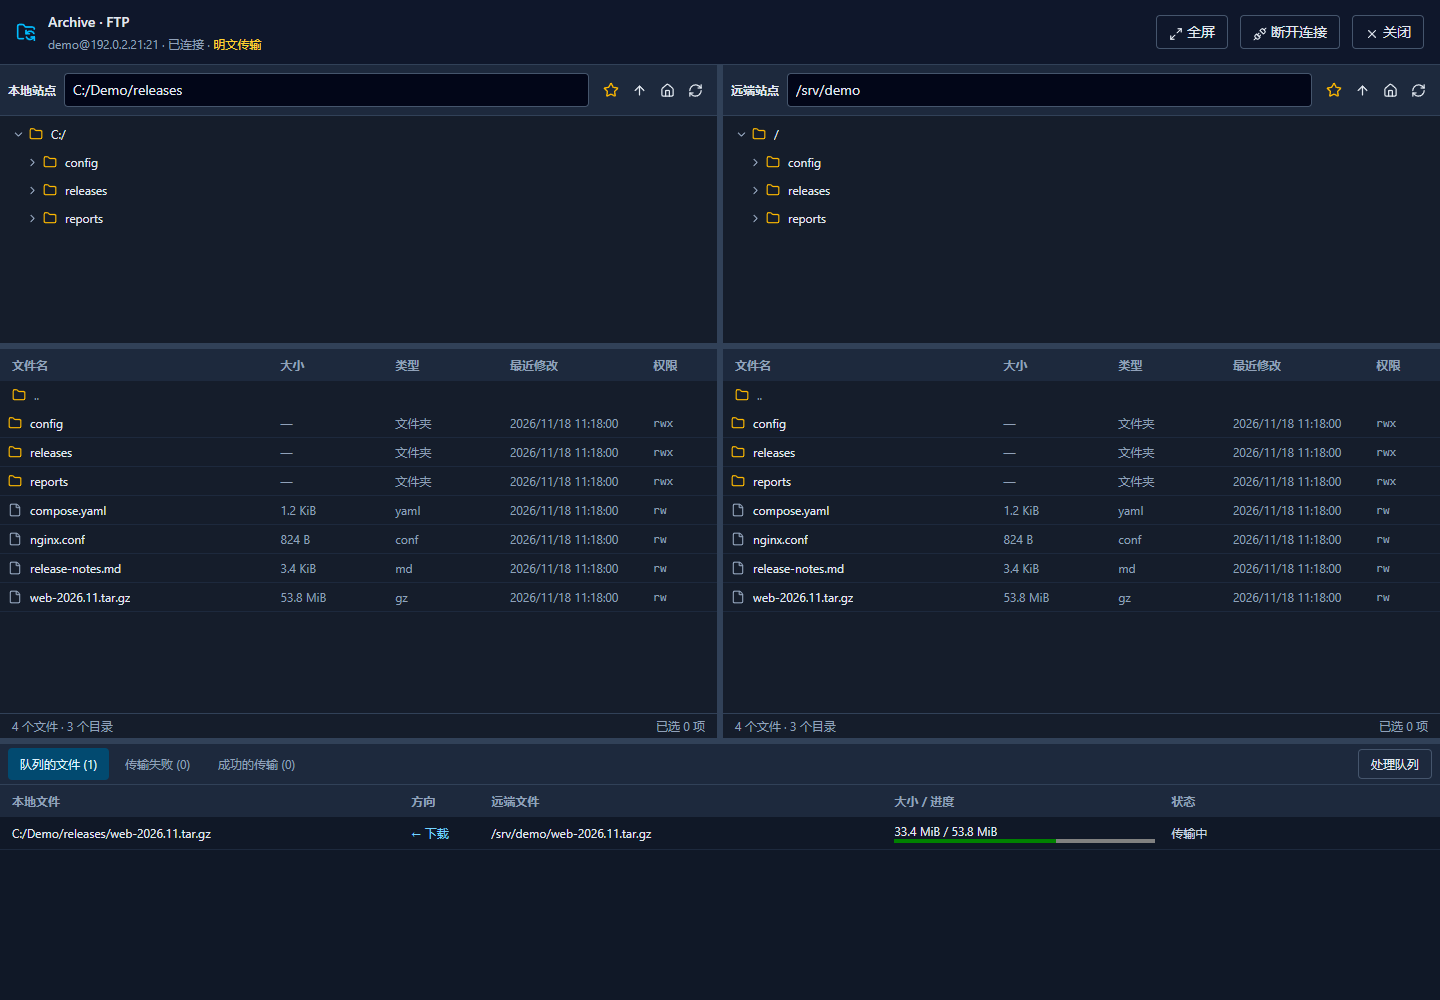 Archive · FTP
demo@192.0.2.21:21 · 已连接 · 明文传输
全屏
断开连接
关闭
本地站点
C:/Demo/releases
C:/
config
releases
reports
文件名 大小 类型 最近修改 权限
..
config — 文件夹 2026/11/18 11:18:00 rwx
releases — 文件夹 2026/11/18 11:18:00 rwx
reports — 文件夹 2026/11/18 11:18:00 rwx
compose.yaml 1.2 KiB yaml 2026/11/18 11:18:00 rw
nginx.conf 824 B conf 2026/11/18 11:18:00 rw
release-notes.md 3.4 KiB md 2026/11/18 11:18:00 rw
web-2026.11.tar.gz 53.8 MiB gz 2026/11/18 11:18:00 rw
4 个文件 · 3 个目录 已选 0 项
远端站点
/srv/demo
/
config
releases
reports
文件名 大小 类型 最近修改 权限
..
config — 文件夹 2026/11/18 11:18:00 rwx
releases — 文件夹 2026/11/18 11:18:00 rwx
reports — 文件夹 2026/11/18 11:18:00 rwx
compose.yaml 1.2 KiB yaml 2026/11/18 11:18:00 rw
nginx.conf 824 B conf 2026/11/18 11:18:00 rw
release-notes.md 3.4 KiB md 2026/11/18 11:18:00 rw
web-2026.11.tar.gz 53.8 MiB gz 2026/11/18 11:18:00 rw
4 个文件 · 3 个目录 已选 0 项
队列的文件 (1) 传输失败 (0) 成功的传输 (0) 处理队列
本地文件 方向 远端文件 大小 / 进度 状态
C:/Demo/releases/web-2026.11.tar.gz ← 下载 /srv/demo/web-2026.11.tar.gz 33.4 MiB / 53.8 MiB 传输中